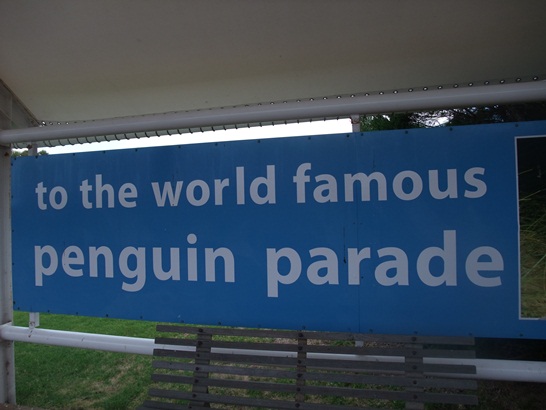 to the world famous
penguin parade